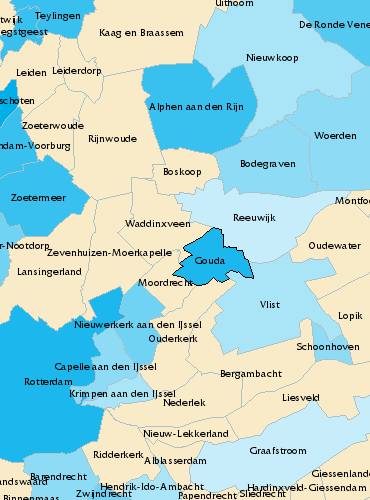 Uithoorn
twijk
Teylingen
De Ronde Vene
egstgeest
Kaag en Braassem
Nieuwkoop
Leiden
Leiderdorp
schoten
Alphen aan den Rijn
Zoeterwoude
Rijnwoude
Woerden
ndam-Voorburg
Bodegraven
Boskoop
Zoetermeer
Montfoo
Reeuwijk
Waddinxveen
r-Nootdorp
Oudewater
Zevenhuizen-Moerkapelle
Gouda
Lansingerland
Moordrecht
Vlist
Lopik
Nieuwerkerk aan den IJssel
Ouderkerk
Schoonhoven
Capelle aan den IJssel
Bergambacht
Rotterdam
Krimpen aan den IJssel
Liesveld
Nederlek
Nieuw-Lekkerland
Graafstroom
Ridderkerk
Alblasserdam
Giessenlande
Barendrecht
andswaard
Hendrik-Ido-Ambacht
Hardinxveld-Giessendam
Zwijndrecht
Papendrecht
Sliedrecht
Binnenmaas